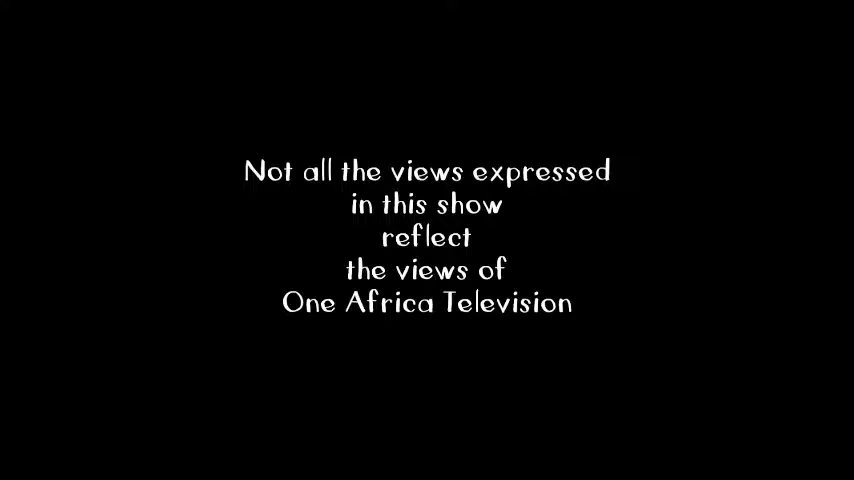 Not all the views expressed
in this show
reflect
the views of
One Africa Television